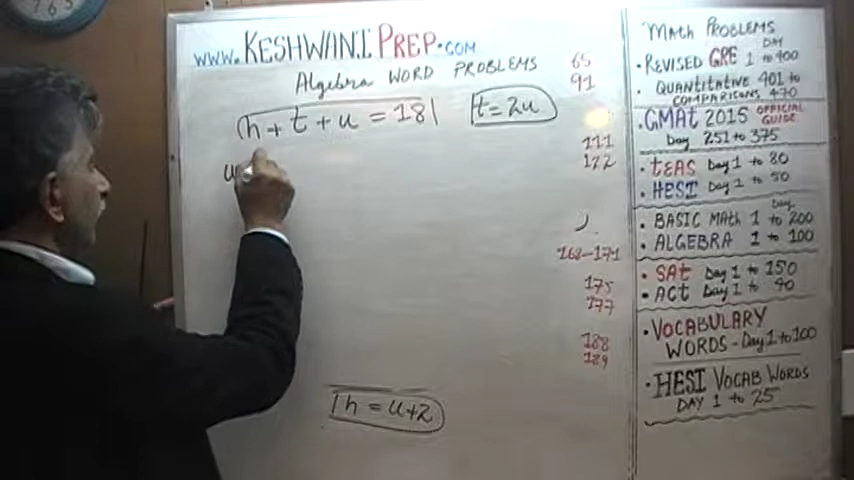 www.KESHWANIPREP.COM
Algebra WORD PROBLEMS
h + t + u = 181
t = 2u
u
h = u+2
65
91
111
122
168-171
175
177
188
189
MATH PROBLEMS
DAY
• REVISED GRE 1 to 400
• QUANTITATIVE 401 to
COMPARISONS, 470
• GMAt 2015 OFFICIAL
GUIDE
Day 251 to 375
• tEAS Day 1 to 80
• HESI Day 1 to 50
Day
• BASIC MAth 1 to 200
• ALGEBRA 1 to 100
• SAt Day 1 to 150
• ACt Day 1 to 40
• VOCABULARY
WORDS - Day 1 to 100
• HESI VOCAB WORDS
DAY 1 to 25